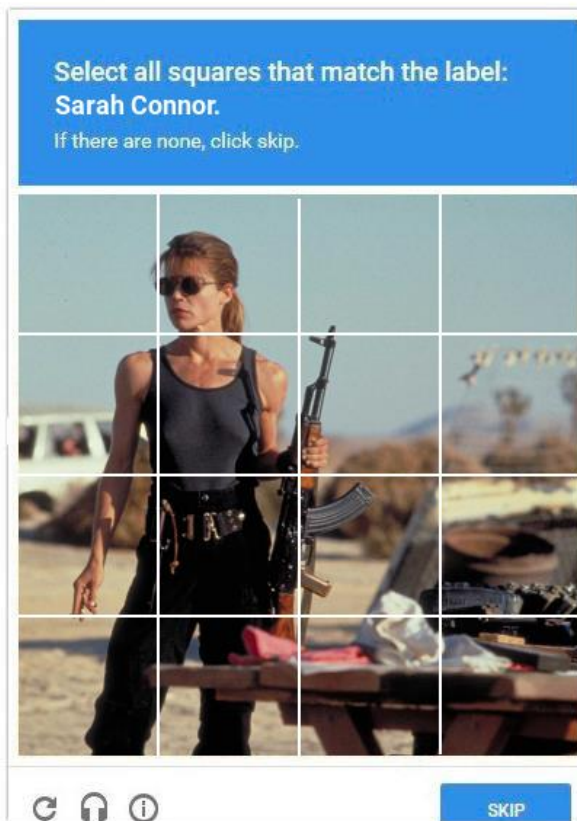 Select all squares that match the label:
Sarah Connor.
If there are none, click skip.
SKIP